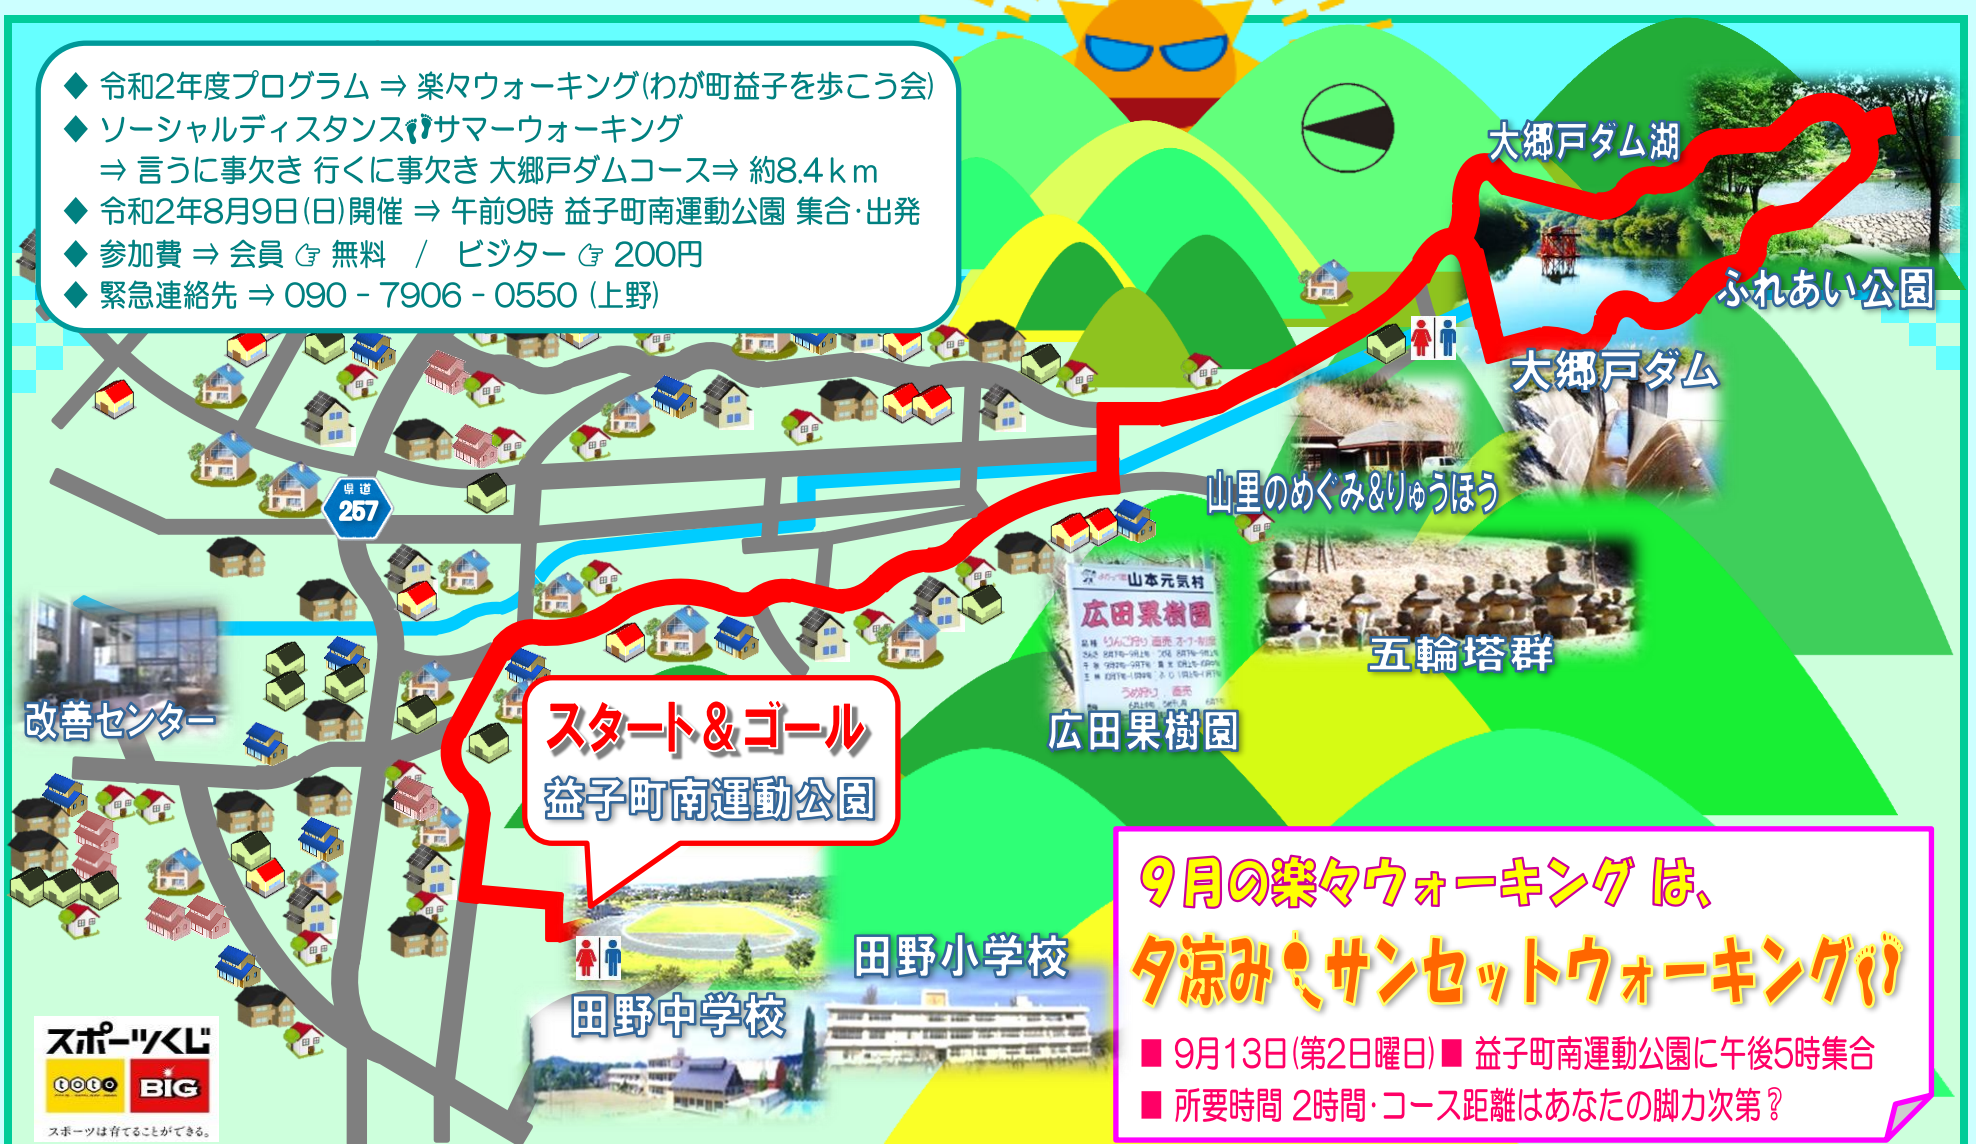 ◆ 令和2年度プログラム ⇒ 楽々ウォーキング(わが町益子を歩こう会)
◆ ソーシャルディスタンス👣サマーウォーキング
⇒ 言うに事欠き 行くに事欠き 大郷戸ダムコース⇒ 約8.4km
◆ 令和2年8月9日(日)開催 ⇒ 午前9時 益子町南運動公園 集合・出発
◆ 参加費 ⇒ 会員 ☞ 無料 / ビジター ☞ 200円
◆ 緊急連絡先 ⇒ 090 - 7906 - 0550 (上野)
大郷戸ダム湖
ふれあい公園
大郷戸ダム
山里のめぐみ&りゅうほう
県道
257
山本元気村
広田果樹園
りんご狩り 直売
うめ狩り 直売
五輪塔群
広田果樹園
改善センター
スタート&ゴール
益子町南運動公園
田野小学校
田野中学校
9月の楽々ウォーキング は、
夕涼み サンセットウォーキング👣
■ 9月13日(第2日曜日)■ 益子町南運動公園に午後5時集合
■ 所要時間 2時間・コース距離はあなたの脚力次第?
スポーツくじ
toto
BIG
スポーツは育てることができる。